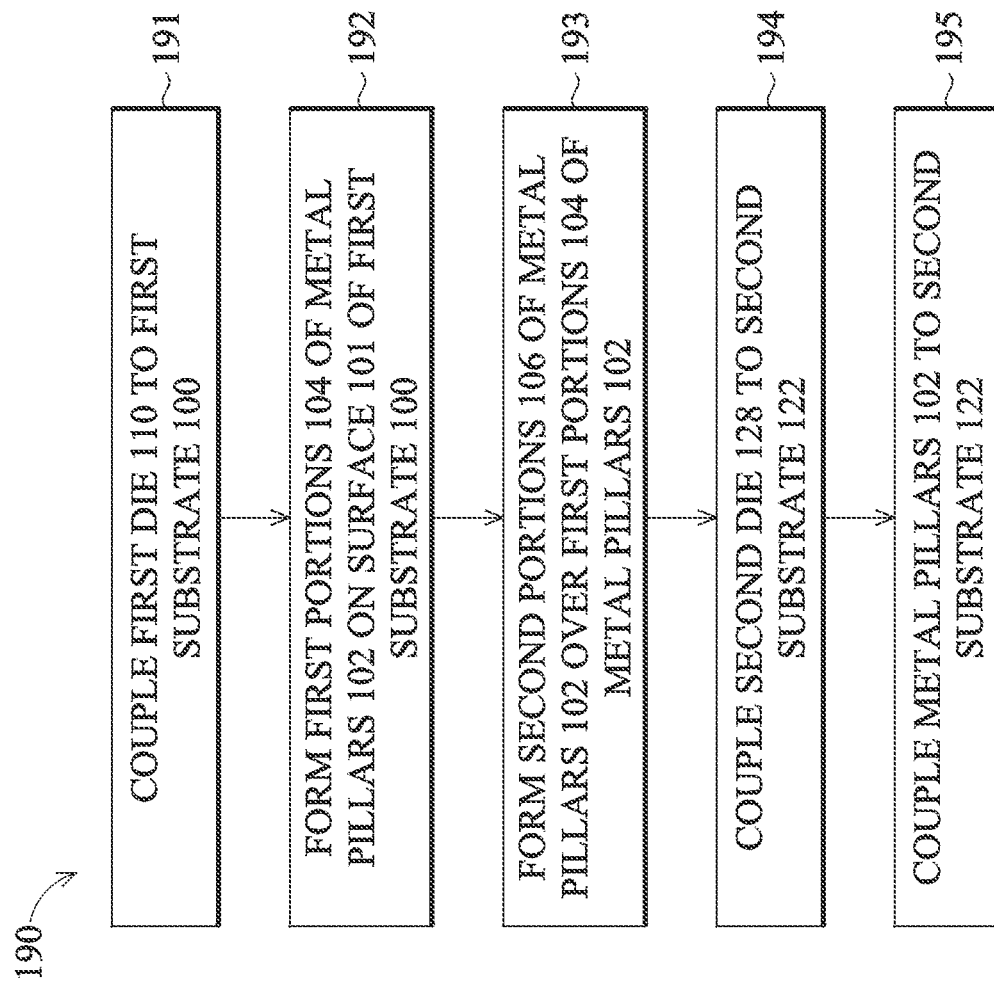 190
COUPLE FIRST DIE 110 TO FIRST
SUBSTRATE 100
191
FORM FIRST PORTIONS 104 OF METAL
PILLARS 102 ON SURFACE 101 OF FIRST
SUBSTRATE 100
192
FORM SECOND PORTIONS 106 OF METAL
PILLARS 102 OVER FIRST PORTIONS 104 OF
METAL PILLARS 102
193
COUPLE SECOND DIE 128 TO SECOND
SUBSTRATE 122
194
COUPLE METAL PILLARS 102 TO SECOND
SUBSTRATE 122
195